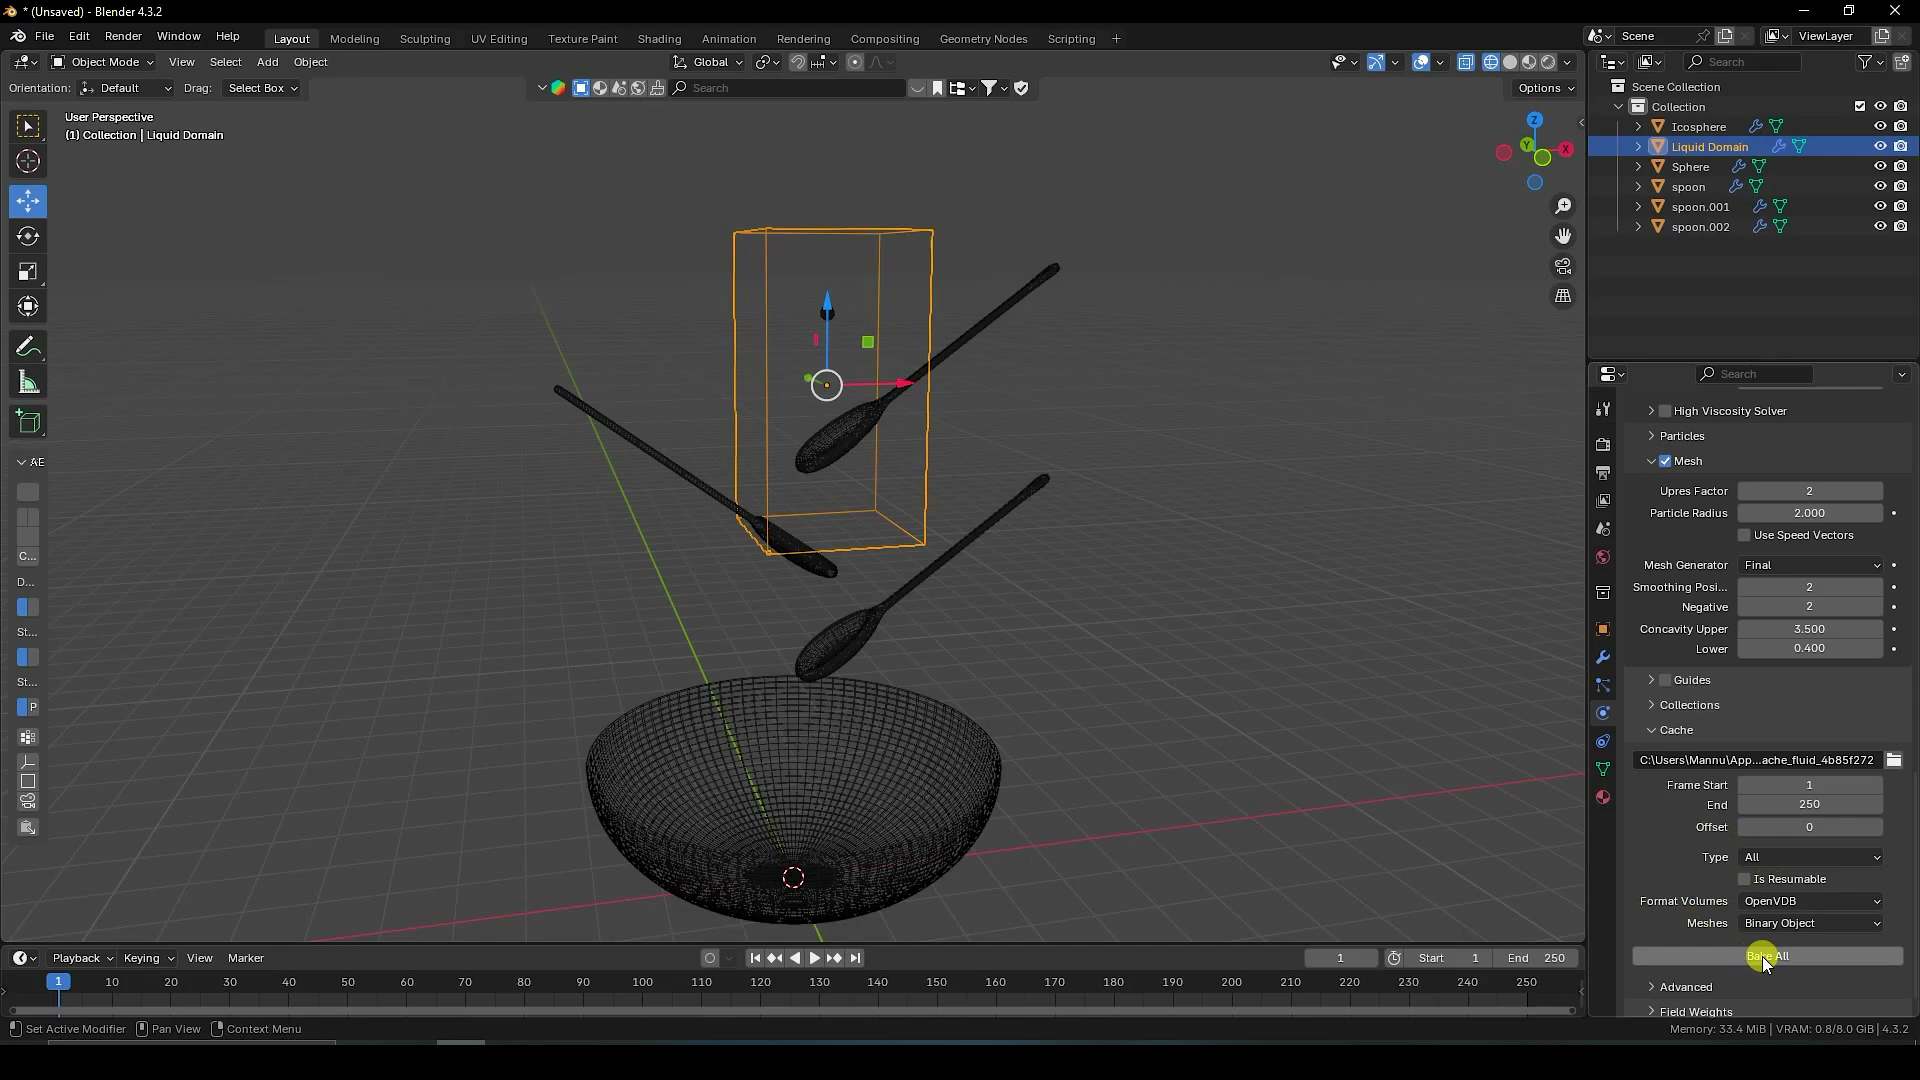 * (Unsaved) - Blender 4.3.2
File Edit Render Window Help Layout Modeling Sculpting UV Editing Texture Paint Shading Animation Rendering Compositing Geometry Nodes Scripting + Scene ViewLayer
Object Mode View Select Add Object Global Search
Orientation: Default Drag: Select Box Search Options
User Perspective
(1) Collection | Liquid Domain
Scene Collection
Collection
Icosphere
Liquid Domain
Sphere
spoon
spoon.001
spoon.002
Z
Y
X
AE
C...
D...
St...
St...
P
Search
High Viscosity Solver
Particles
Mesh
Upres Factor 2
Particle Radius 2.000
Use Speed Vectors
Mesh Generator Final
Smoothing Posi... 2
Negative 2
Concavity Upper 3.500
Lower 0.400
Guides
Collections
Cache
C:\Users\Mannu\App...ache_fluid_4b85f272
Frame Start 1
End 250
Offset 0
Type All
Is Resumable
Format Volumes OpenVDB
Meshes Binary Object
Bake All
Advanced
Field Weights
Playback Keying View Marker 1 Start 1 End 250
1 10 20 30 40 50 60 70 80 90 100 110 120 130 140 150 160 170 180 190 200 210 220 230 240 250
Set Active Modifier Pan View Context Menu Memory: 33.4 MiB | VRAM: 0.8/8.0 GiB | 4.3.2